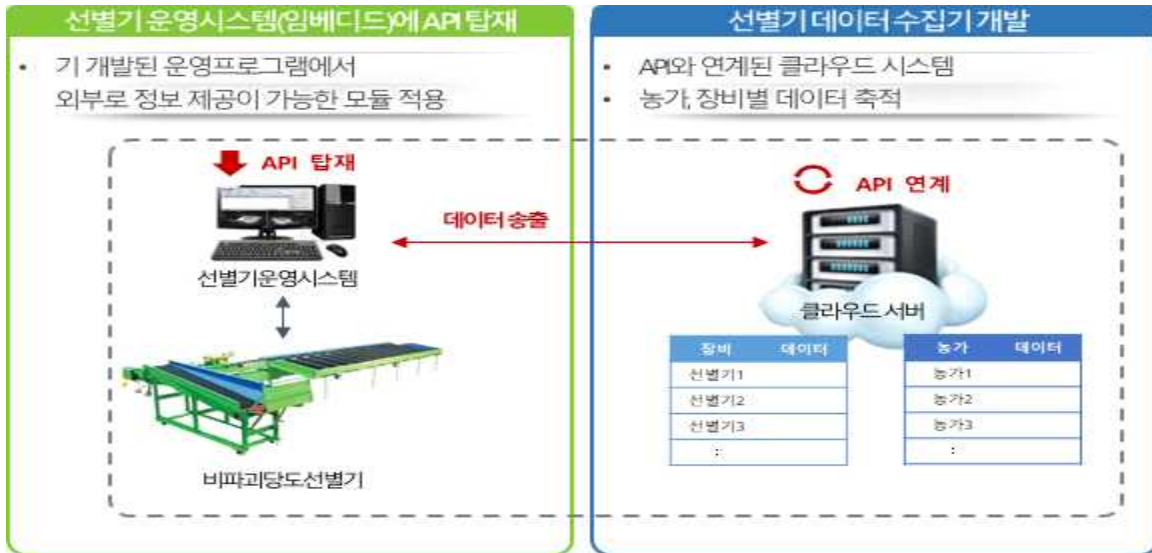 선별기 운영시스템(임베디드)에 API 탑재
• 기 개발된 운영프로그램에서
외부로 정보 제공이 가능한 모듈 적용
API 탑재
선별기운영시스템
비파괴당도선별기
데이터 송출
선별기 데이터 수집기 개발
• API와 연계된 클라우드 시스템
• 농가, 장비별 데이터 축적
API 연계
클라우드 서버
장비 데이터
선별기1
선별기2
선별기3
:
농가 데이터
농가1
농가2
농가3
: